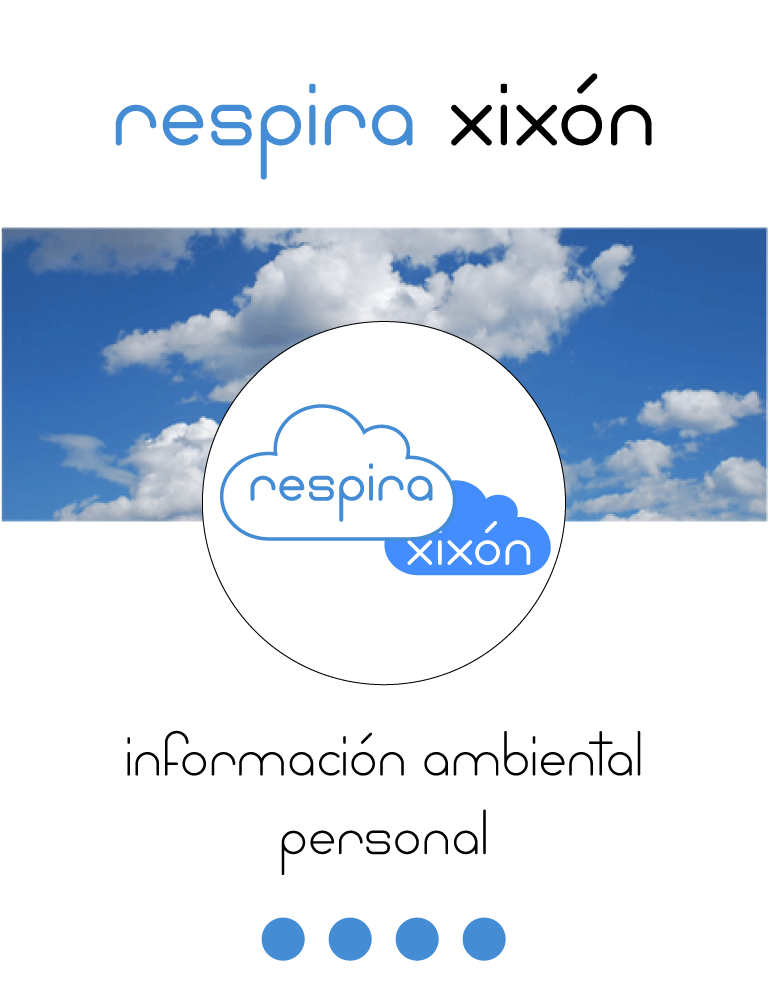 respira xixón
respira
xixón
información ambiental
personal